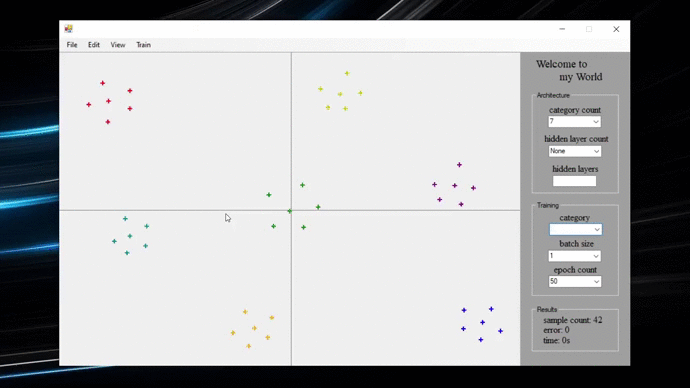 File Edit View Train
Welcome to
my World
Architecture
category count
7
hidden layer count
None
hidden layers
Training
category
batch size
1
epoch count
50
Results
sample count: 42
error: 0
time: 0s